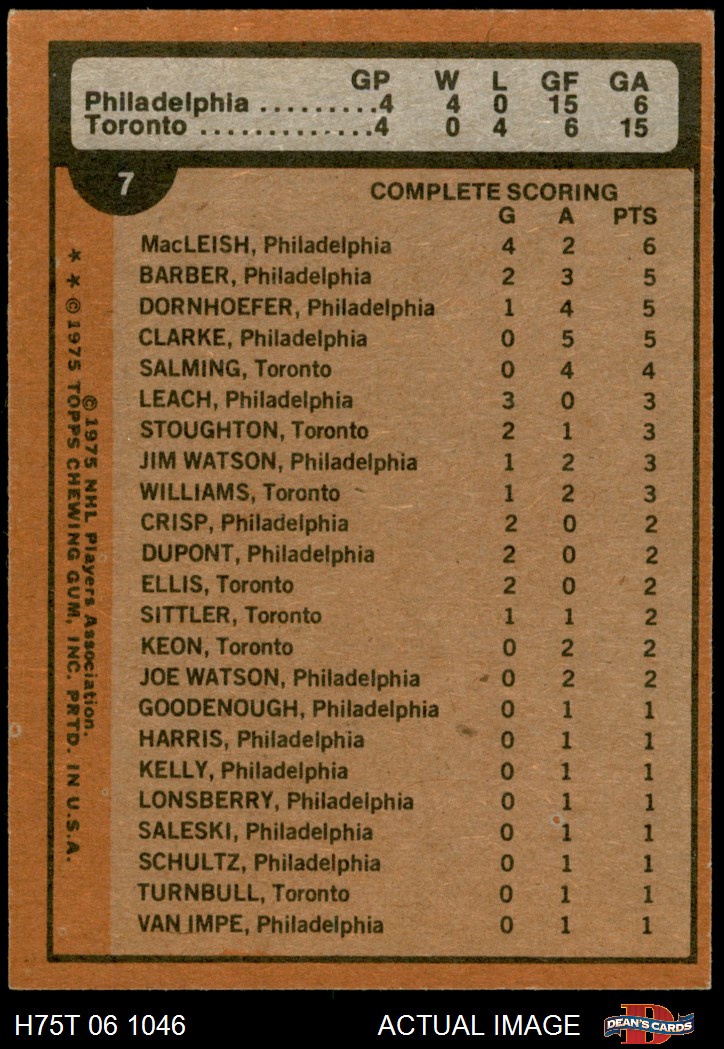 GP W L GF GA
Philadelphia .........4 4 0 15 6
Toronto .............4 0 4 6 15
7
COMPLETE SCORING
G A PTS
MacLEISH, Philadelphia 4 2 6
BARBER, Philadelphia 2 3 5
DORNHOEFER, Philadelphia 1 4 5
CLARKE, Philadelphia 0 5 5
SALMING, Toronto 0 4 4
LEACH, Philadelphia 3 0 3
STOUGHTON, Toronto 2 1 3
JIM WATSON, Philadelphia 1 2 3
WILLIAMS, Toronto 1 2 3
CRISP, Philadelphia 2 0 2
DUPONT, Philadelphia 2 0 2
ELLIS, Toronto 2 0 2
SITTLER, Toronto 1 1 2
KEON, Toronto 0 2 2
JOE WATSON, Philadelphia 0 2 2
GOODENOUGH, Philadelphia 0 1 1
HARRIS, Philadelphia 0 1 1
KELLY, Philadelphia 0 1 1
LONSBERRY, Philadelphia 0 1 1
SALESKI, Philadelphia 0 1 1
SCHULTZ, Philadelphia 0 1 1
TURNBULL, Toronto 0 1 1
VAN IMPE, Philadelphia 0 1 1
© 1975 NHL Players Association.
★ ★ © 1975 TOPPS CHEWING GUM, INC. PRTD. IN U.S.A.
H75T 06 1046 ACTUAL IMAGE
D
DEAN'S CARDS